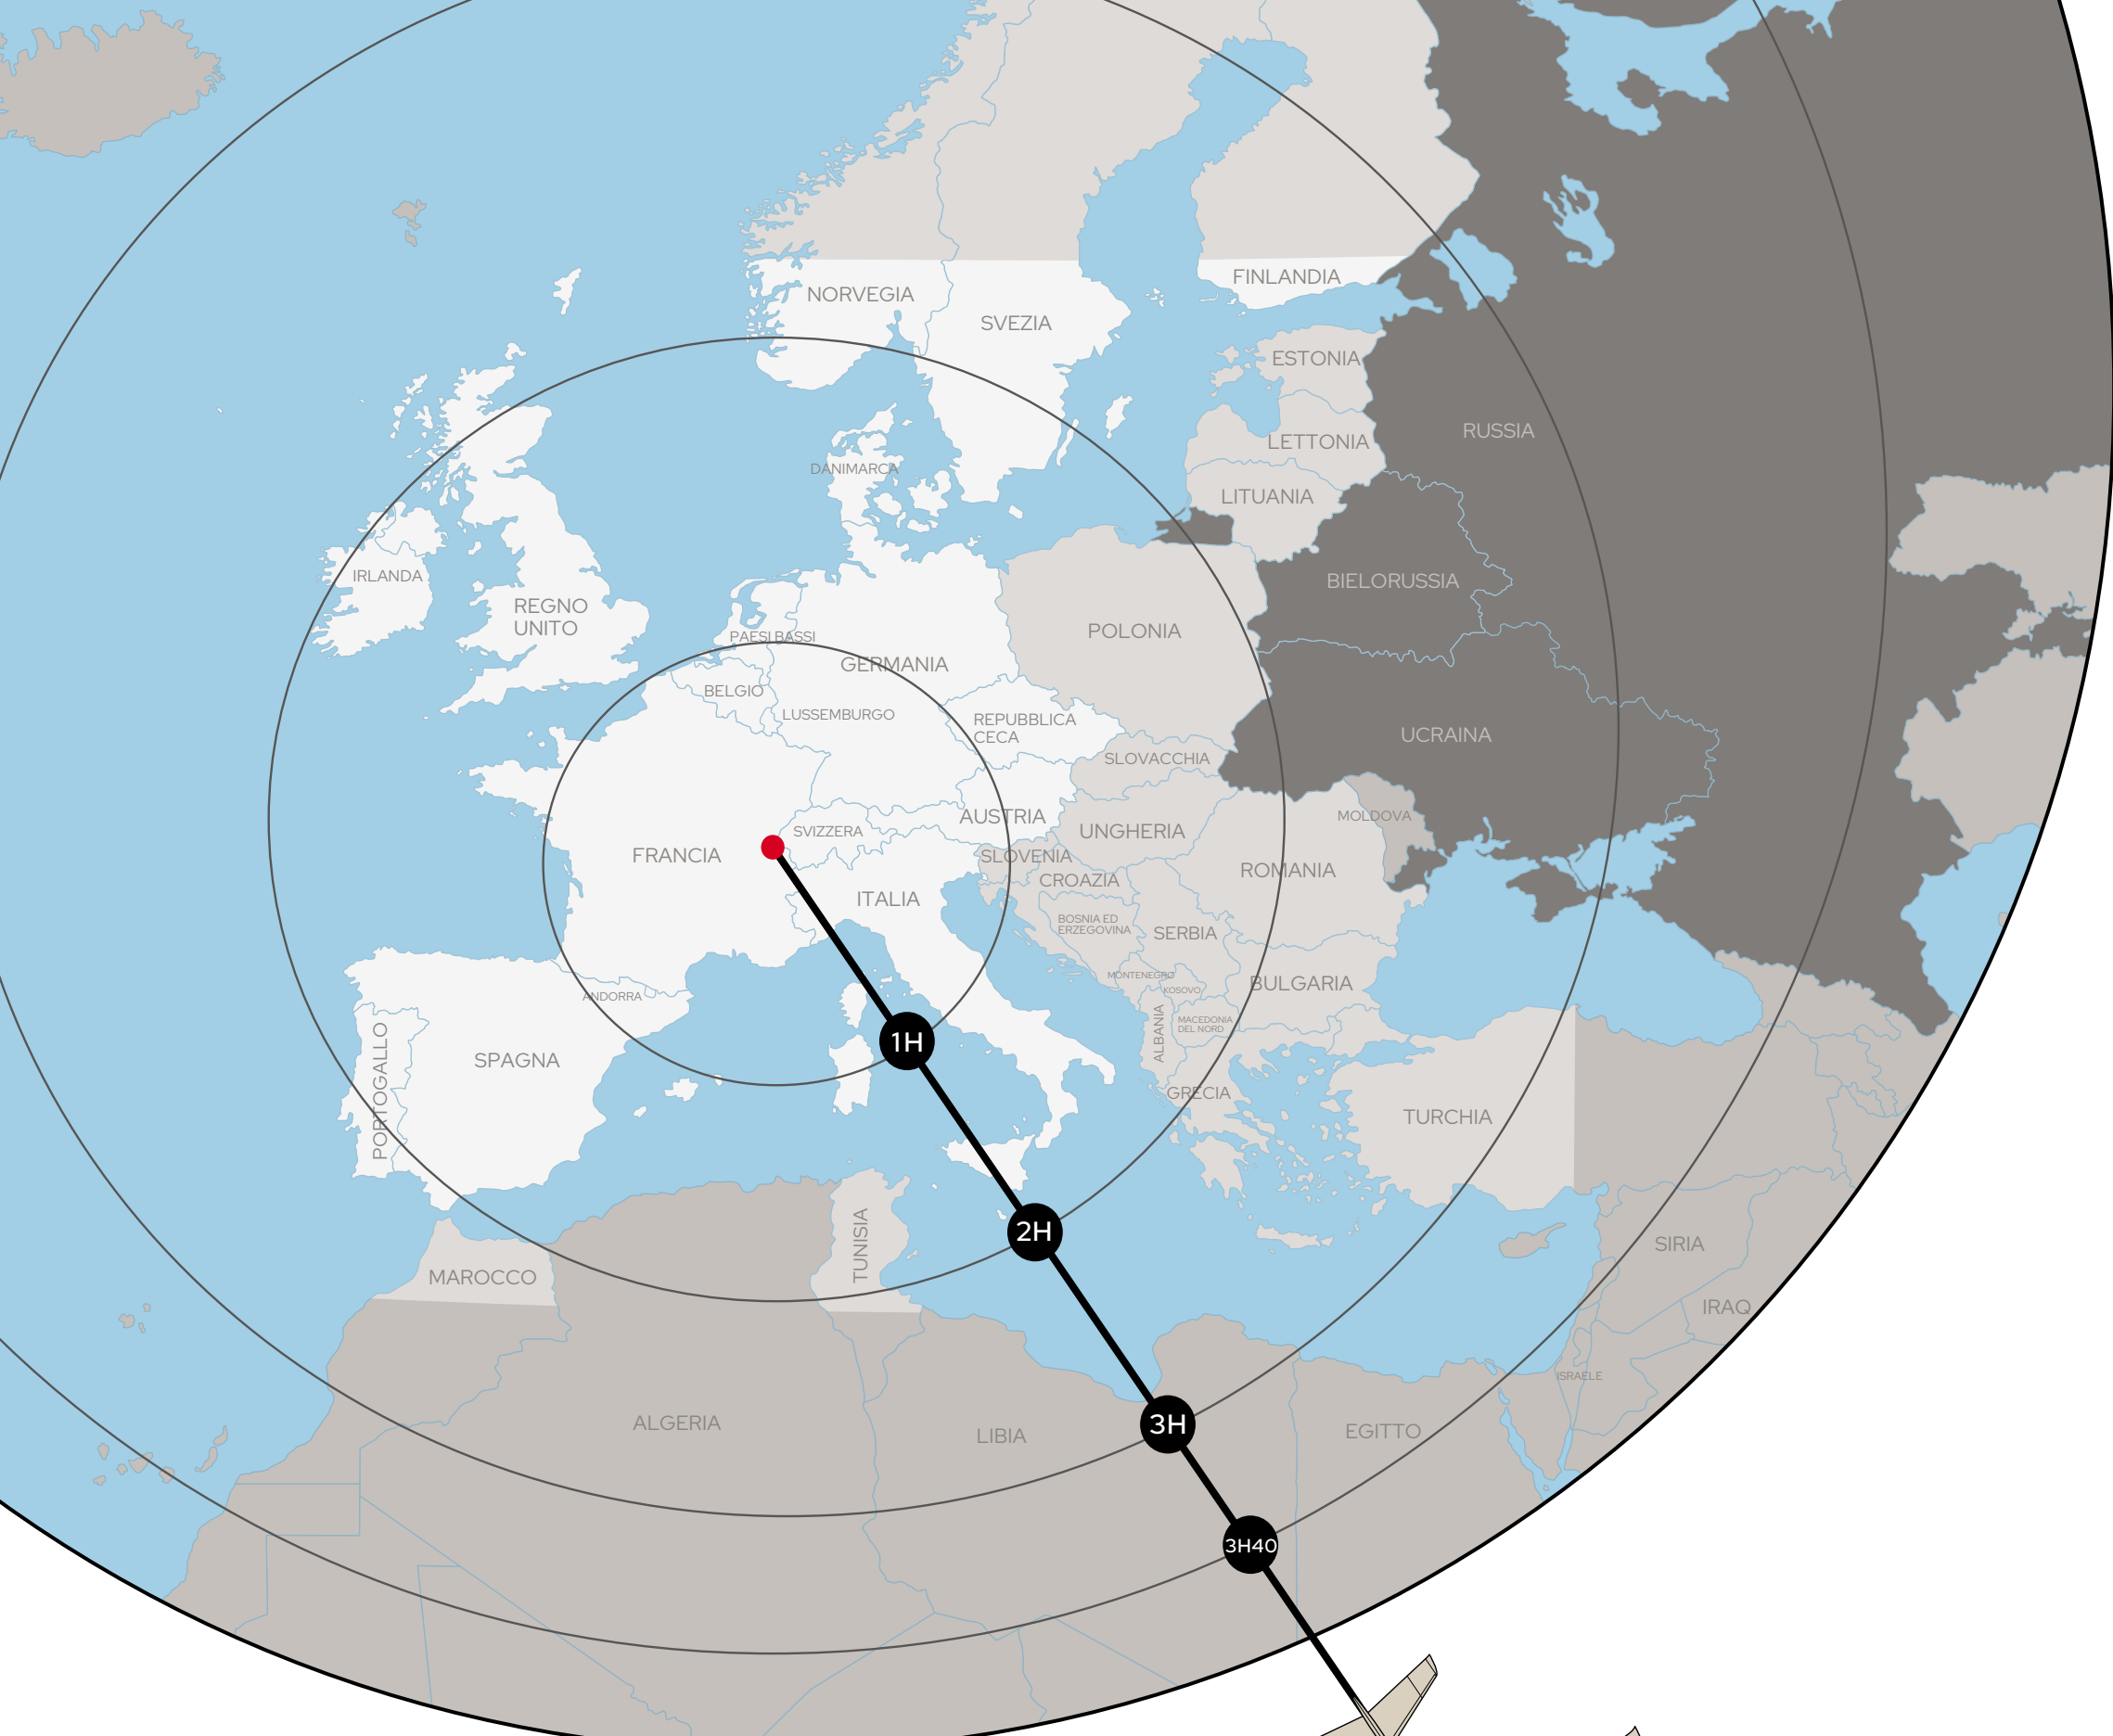 FINLANDIA
NORVEGIA
SVEZIA
ESTONIA
RUSSIA
LETTONIA
DANIMARCA
LITUANIA
IRLANDA
BIELORUSSIA
REGNO
UNITO
POLONIA
PAESI BASSI
GERMANIA
BELGIO
LUSSEMBURGO
REPUBBLICA
CECA
UCRAINA
SLOVACCHIA
AUSTRIA
MOLDOVA
SVIZZERA
UNGHERIA
FRANCIA
SLOVENIA
ROMANIA
CROAZIA
ITALIA
BOSNIA ED
ERZEGOVINA
SERBIA
MONTENEGRO
BULGARIA
KOSOVO
ANDORRA
MACEDONIA
DEL NORD
ALBANIA
1H
SPAGNA
PORTOGALLO
GRECIA
TURCHIA
2H
TUNISIA
SIRIA
MAROCCO
IRAQ
ISRAELE
ALGERIA
3H
EGITTO
LIBIA
3H40